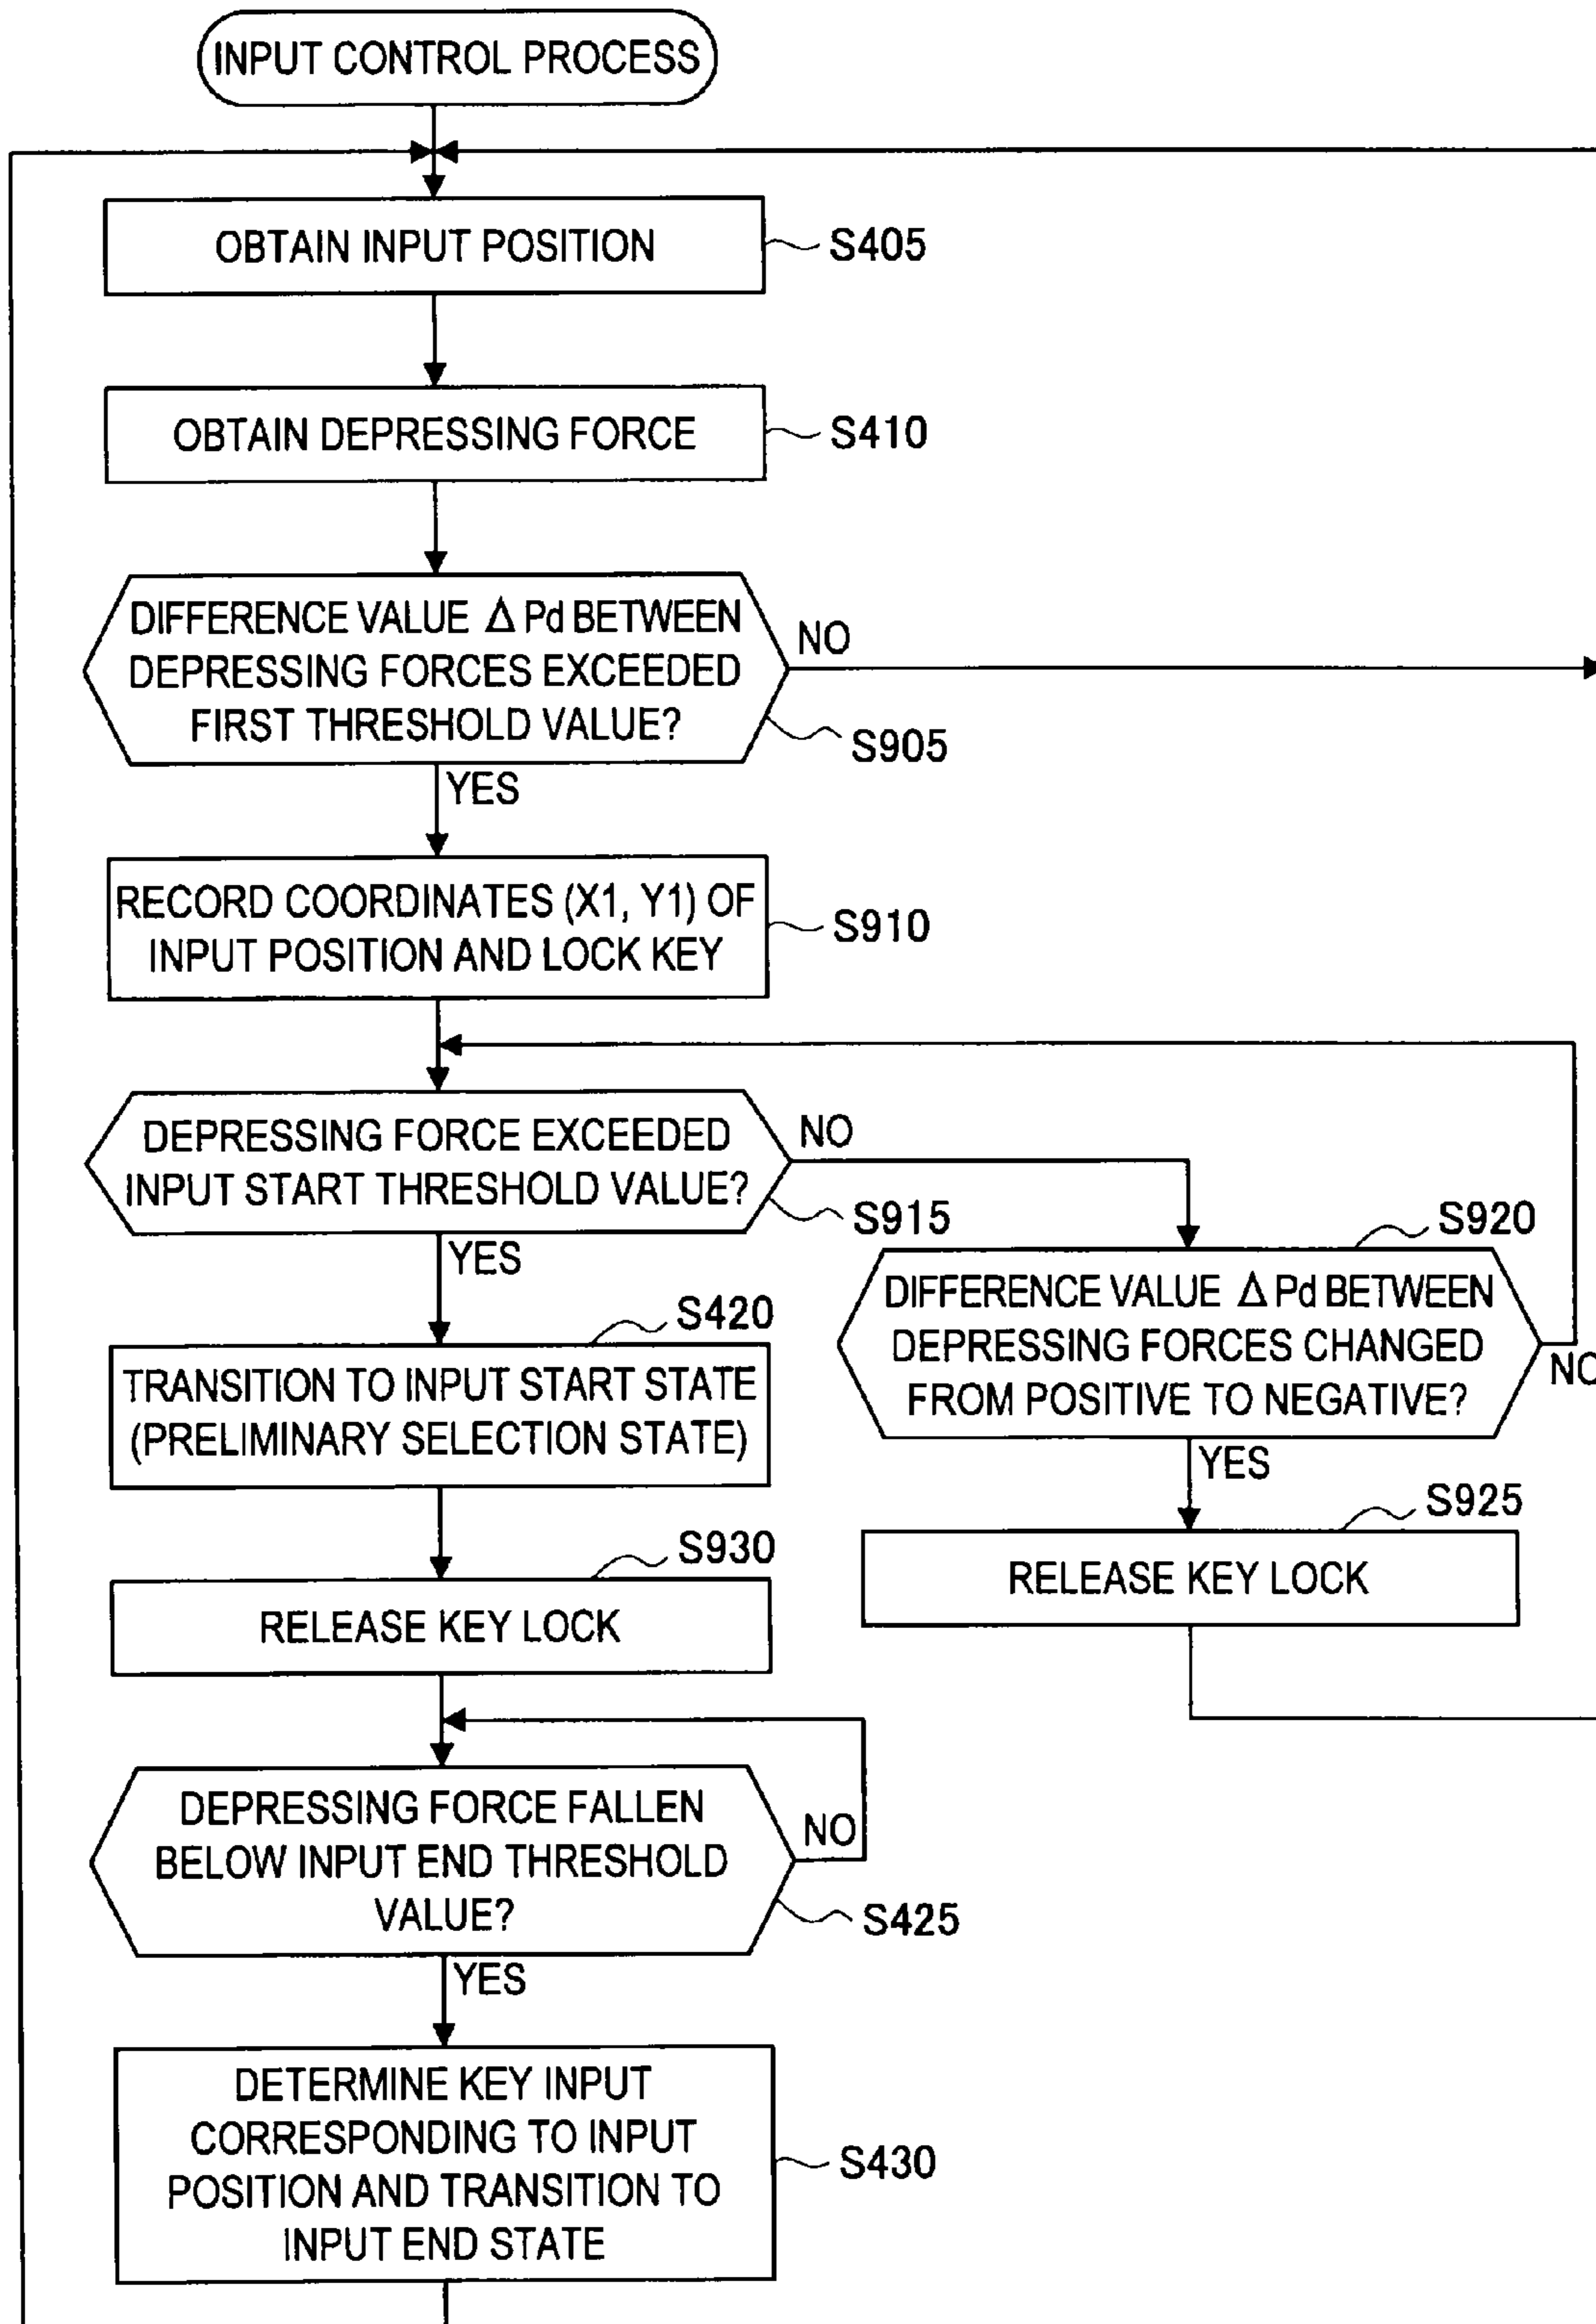 INPUT CONTROL PROCESS
OBTAIN INPUT POSITION
S405
OBTAIN DEPRESSING FORCE
S410
DIFFERENCE VALUE Δ Pd BETWEEN
DEPRESSING FORCES EXCEEDED
FIRST THRESHOLD VALUE?
NO
S905
YES
RECORD COORDINATES (X1, Y1) OF
INPUT POSITION AND LOCK KEY
S910
DEPRESSING FORCE EXCEEDED
INPUT START THRESHOLD VALUE?
NO
S915
YES
S920
DIFFERENCE VALUE Δ Pd BETWEEN
DEPRESSING FORCES CHANGED
FROM POSITIVE TO NEGATIVE?
NO
YES
S925
RELEASE KEY LOCK
S420
TRANSITION TO INPUT START STATE
(PRELIMINARY SELECTION STATE)
S930
RELEASE KEY LOCK
DEPRESSING FORCE FALLEN
BELOW INPUT END THRESHOLD
VALUE?
NO
S425
YES
DETERMINE KEY INPUT
CORRESPONDING TO INPUT
POSITION AND TRANSITION TO
INPUT END STATE
S430